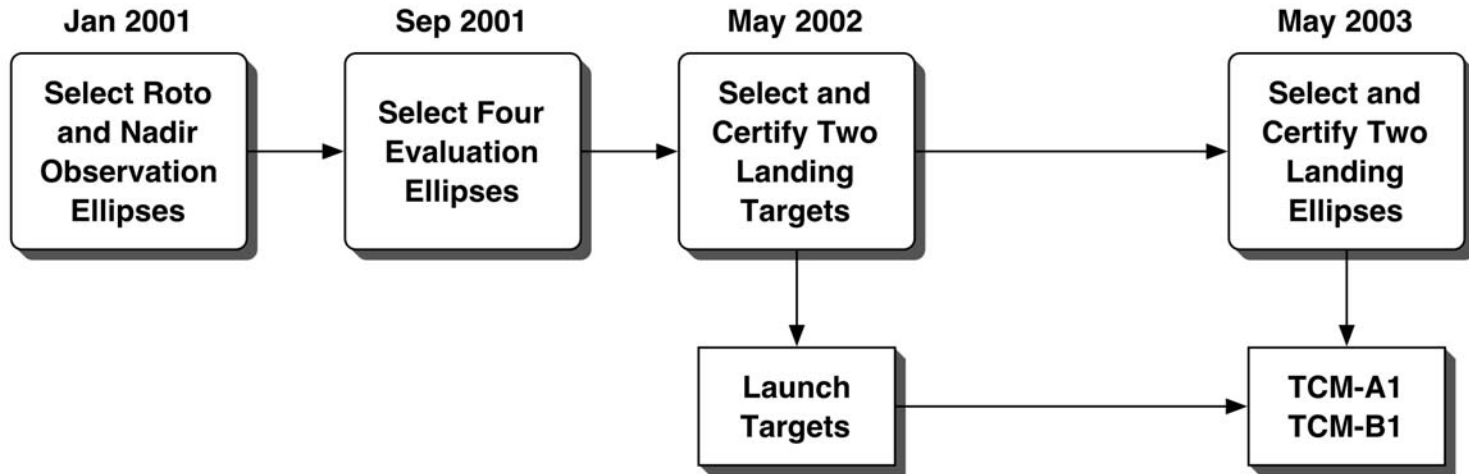 Jan 2001
Select Roto
and Nadir
Observation
Ellipses
Sep 2001
Select Four
Evaluation
Ellipses
May 2002
Select and
Certify Two
Landing
Targets
May 2003
Select and
Certify Two
Landing
Ellipses
Launch
Targets
TCM-A1
TCM-B1